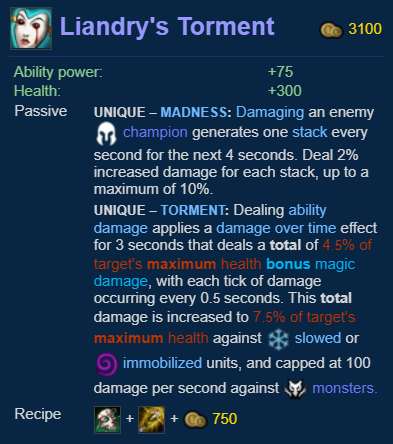 Liandry's Torment 3100
Ability power: +75
Health: +300
Passive UNIQUE – MADNESS: Damaging an enemy
champion generates one stack every
second for the next 4 seconds. Deal 2%
increased damage for each stack, up to a
maximum of 10%.
UNIQUE – TORMENT: Dealing ability
damage applies a damage over time effect
for 3 seconds that deals a total of 4.5% of
target's maximum health bonus magic
damage, with each tick of damage
occurring every 0.5 seconds. This total
damage is increased to 7.5% of target's
maximum health against slowed or
immobilized units, and capped at 100
damage per second against monsters.
Recipe + + 750